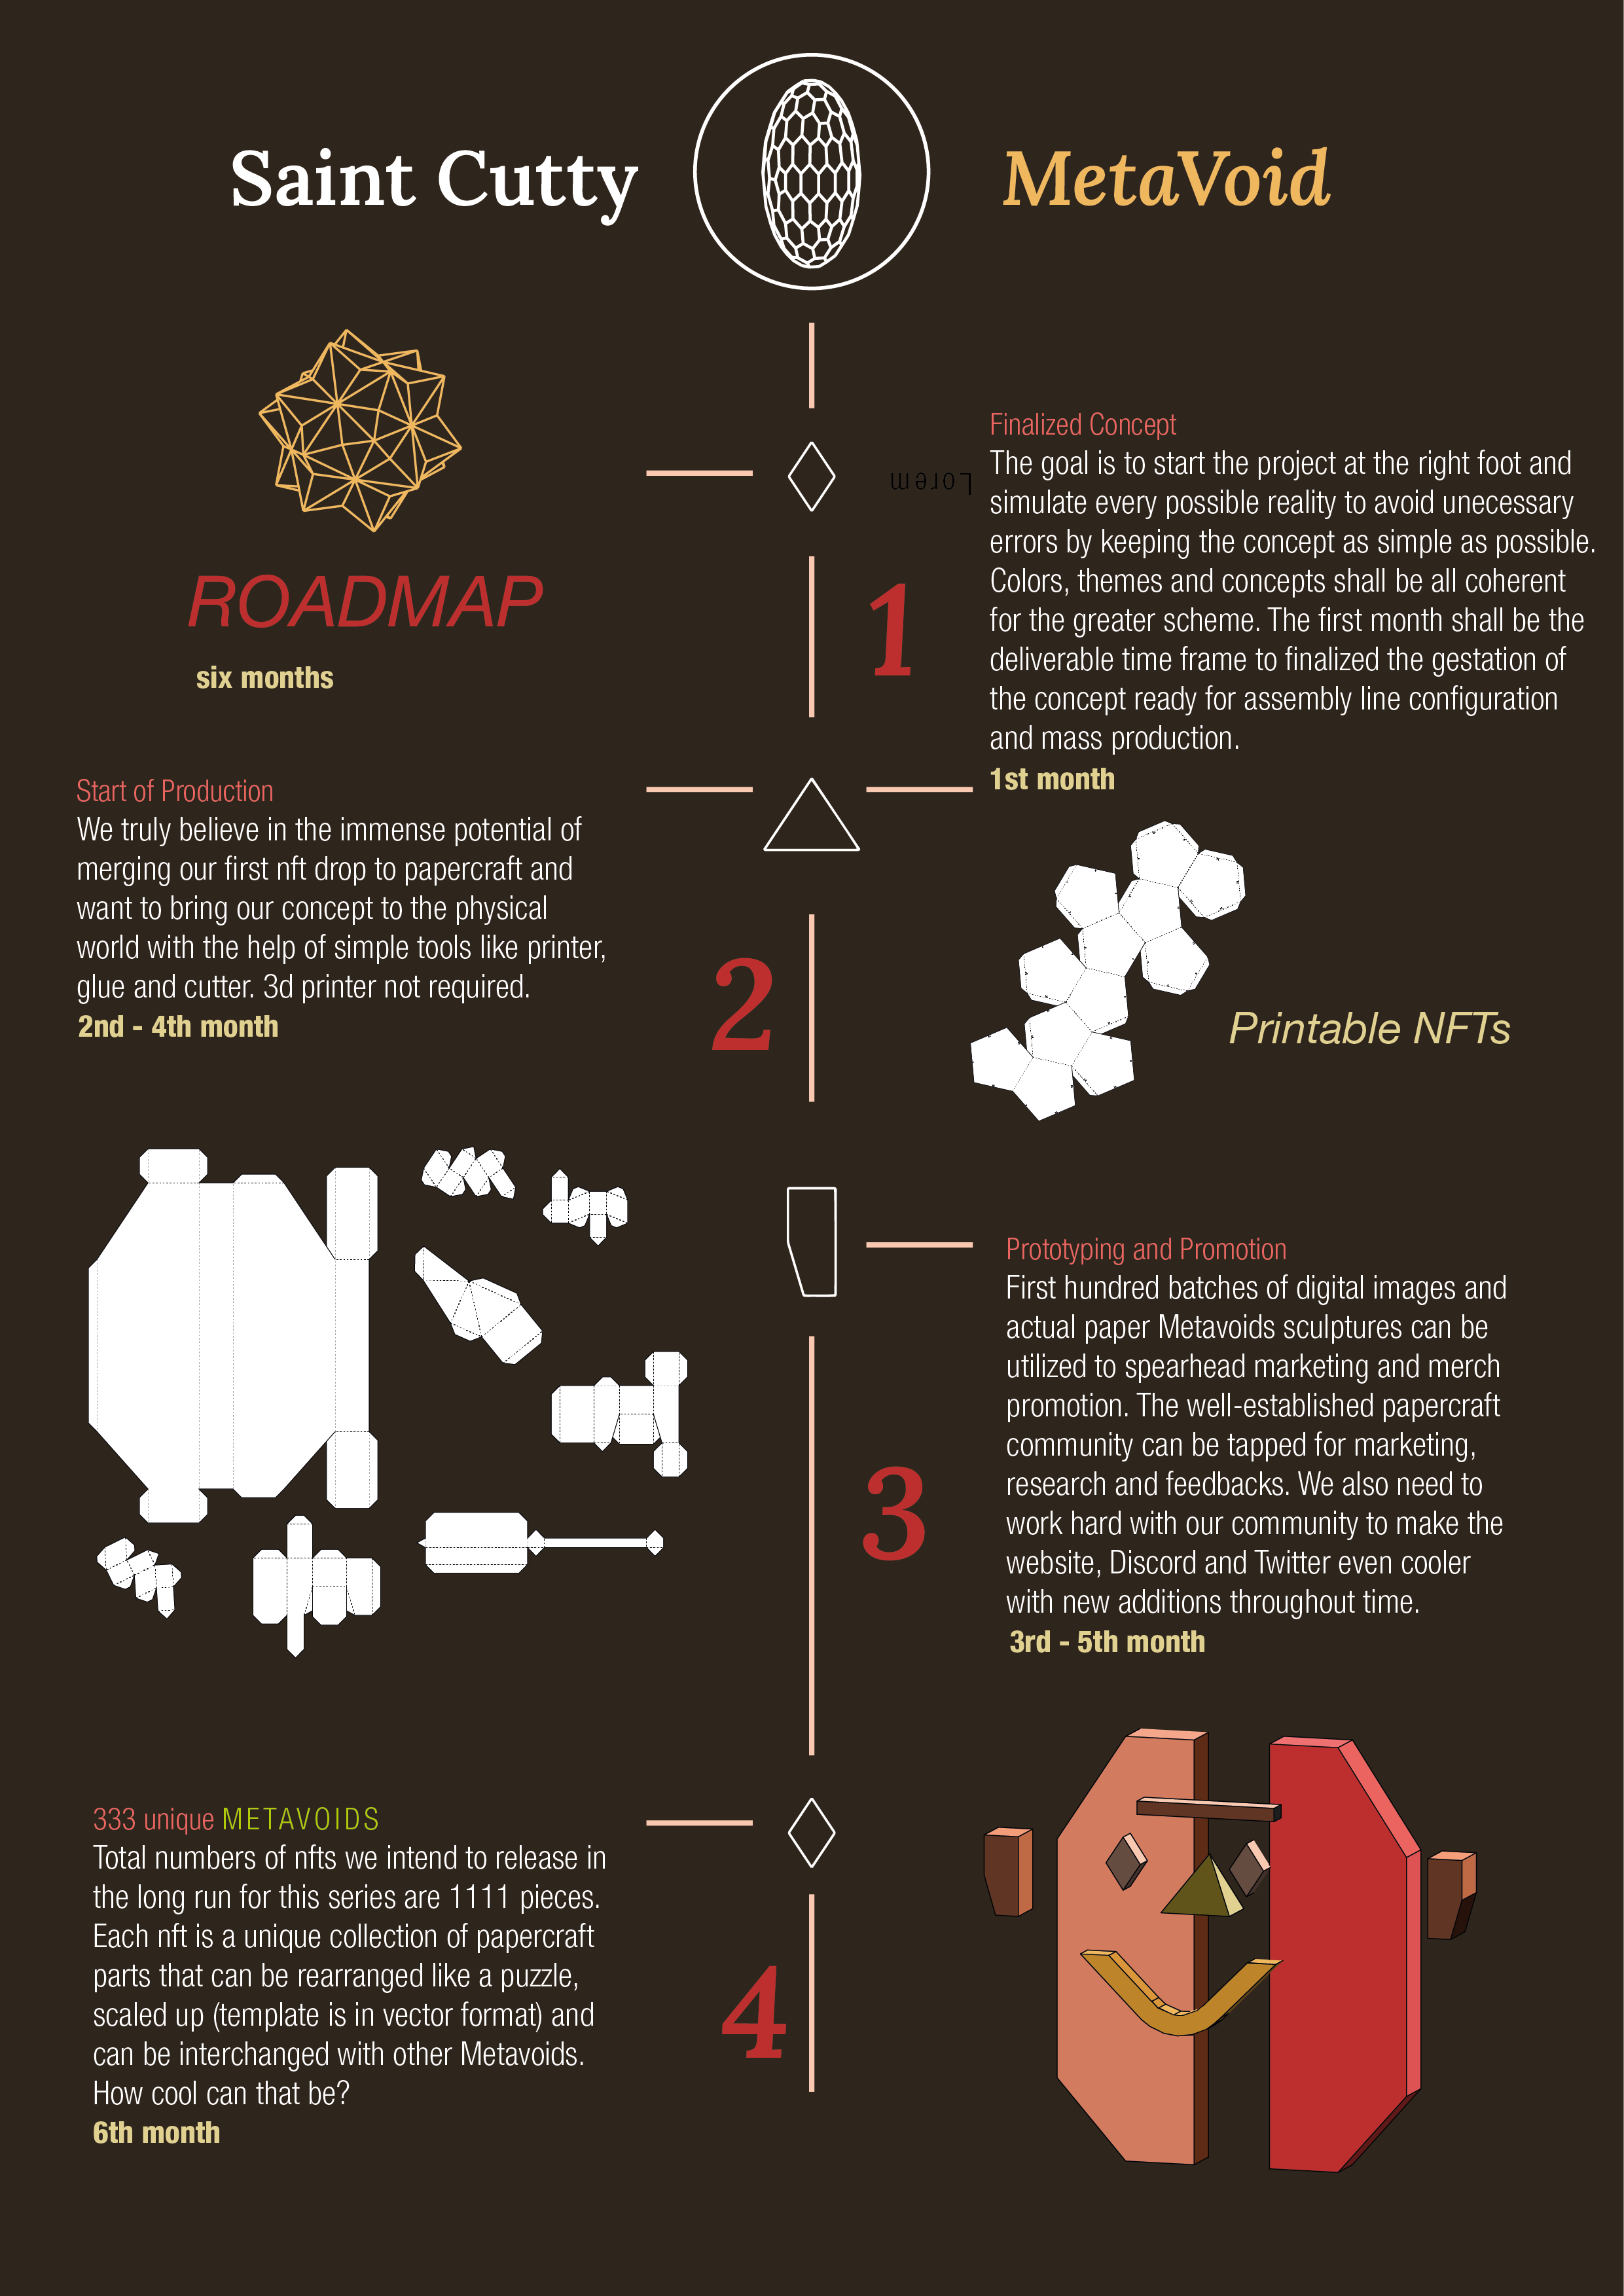 Saint Cutty
MetaVoid
ROADMAP
six months
Lorem
1
Finalized Concept
The goal is to start the project at the right foot and
simulate every possible reality to avoid unecessary
errors by keeping the concept as simple as possible.
Colors, themes and concepts shall be all coherent
for the greater scheme. The first month shall be the
deliverable time frame to finalized the gestation of
the concept ready for assembly line configuration
and mass production.
1st month
Start of Production
We truly believe in the immense potential of
merging our first nft drop to papercraft and
want to bring our concept to the physical
world with the help of simple tools like printer,
glue and cutter. 3d printer not required.
2nd - 4th month
2
Printable NFTs
3
Prototyping and Promotion
First hundred batches of digital images and
actual paper Metavoids sculptures can be
utilized to spearhead marketing and merch
promotion. The well-established papercraft
community can be tapped for marketing,
research and feedbacks. We also need to
work hard with our community to make the
website, Discord and Twitter even cooler
with new additions throughout time.
3rd - 5th month
333 unique METAVOIDS
Total numbers of nfts we intend to release in
the long run for this series are 1111 pieces.
Each nft is a unique collection of papercraft
parts that can be rearranged like a puzzle,
scaled up (template is in vector format) and
can be interchanged with other Metavoids.
How cool can that be?
6th month
4